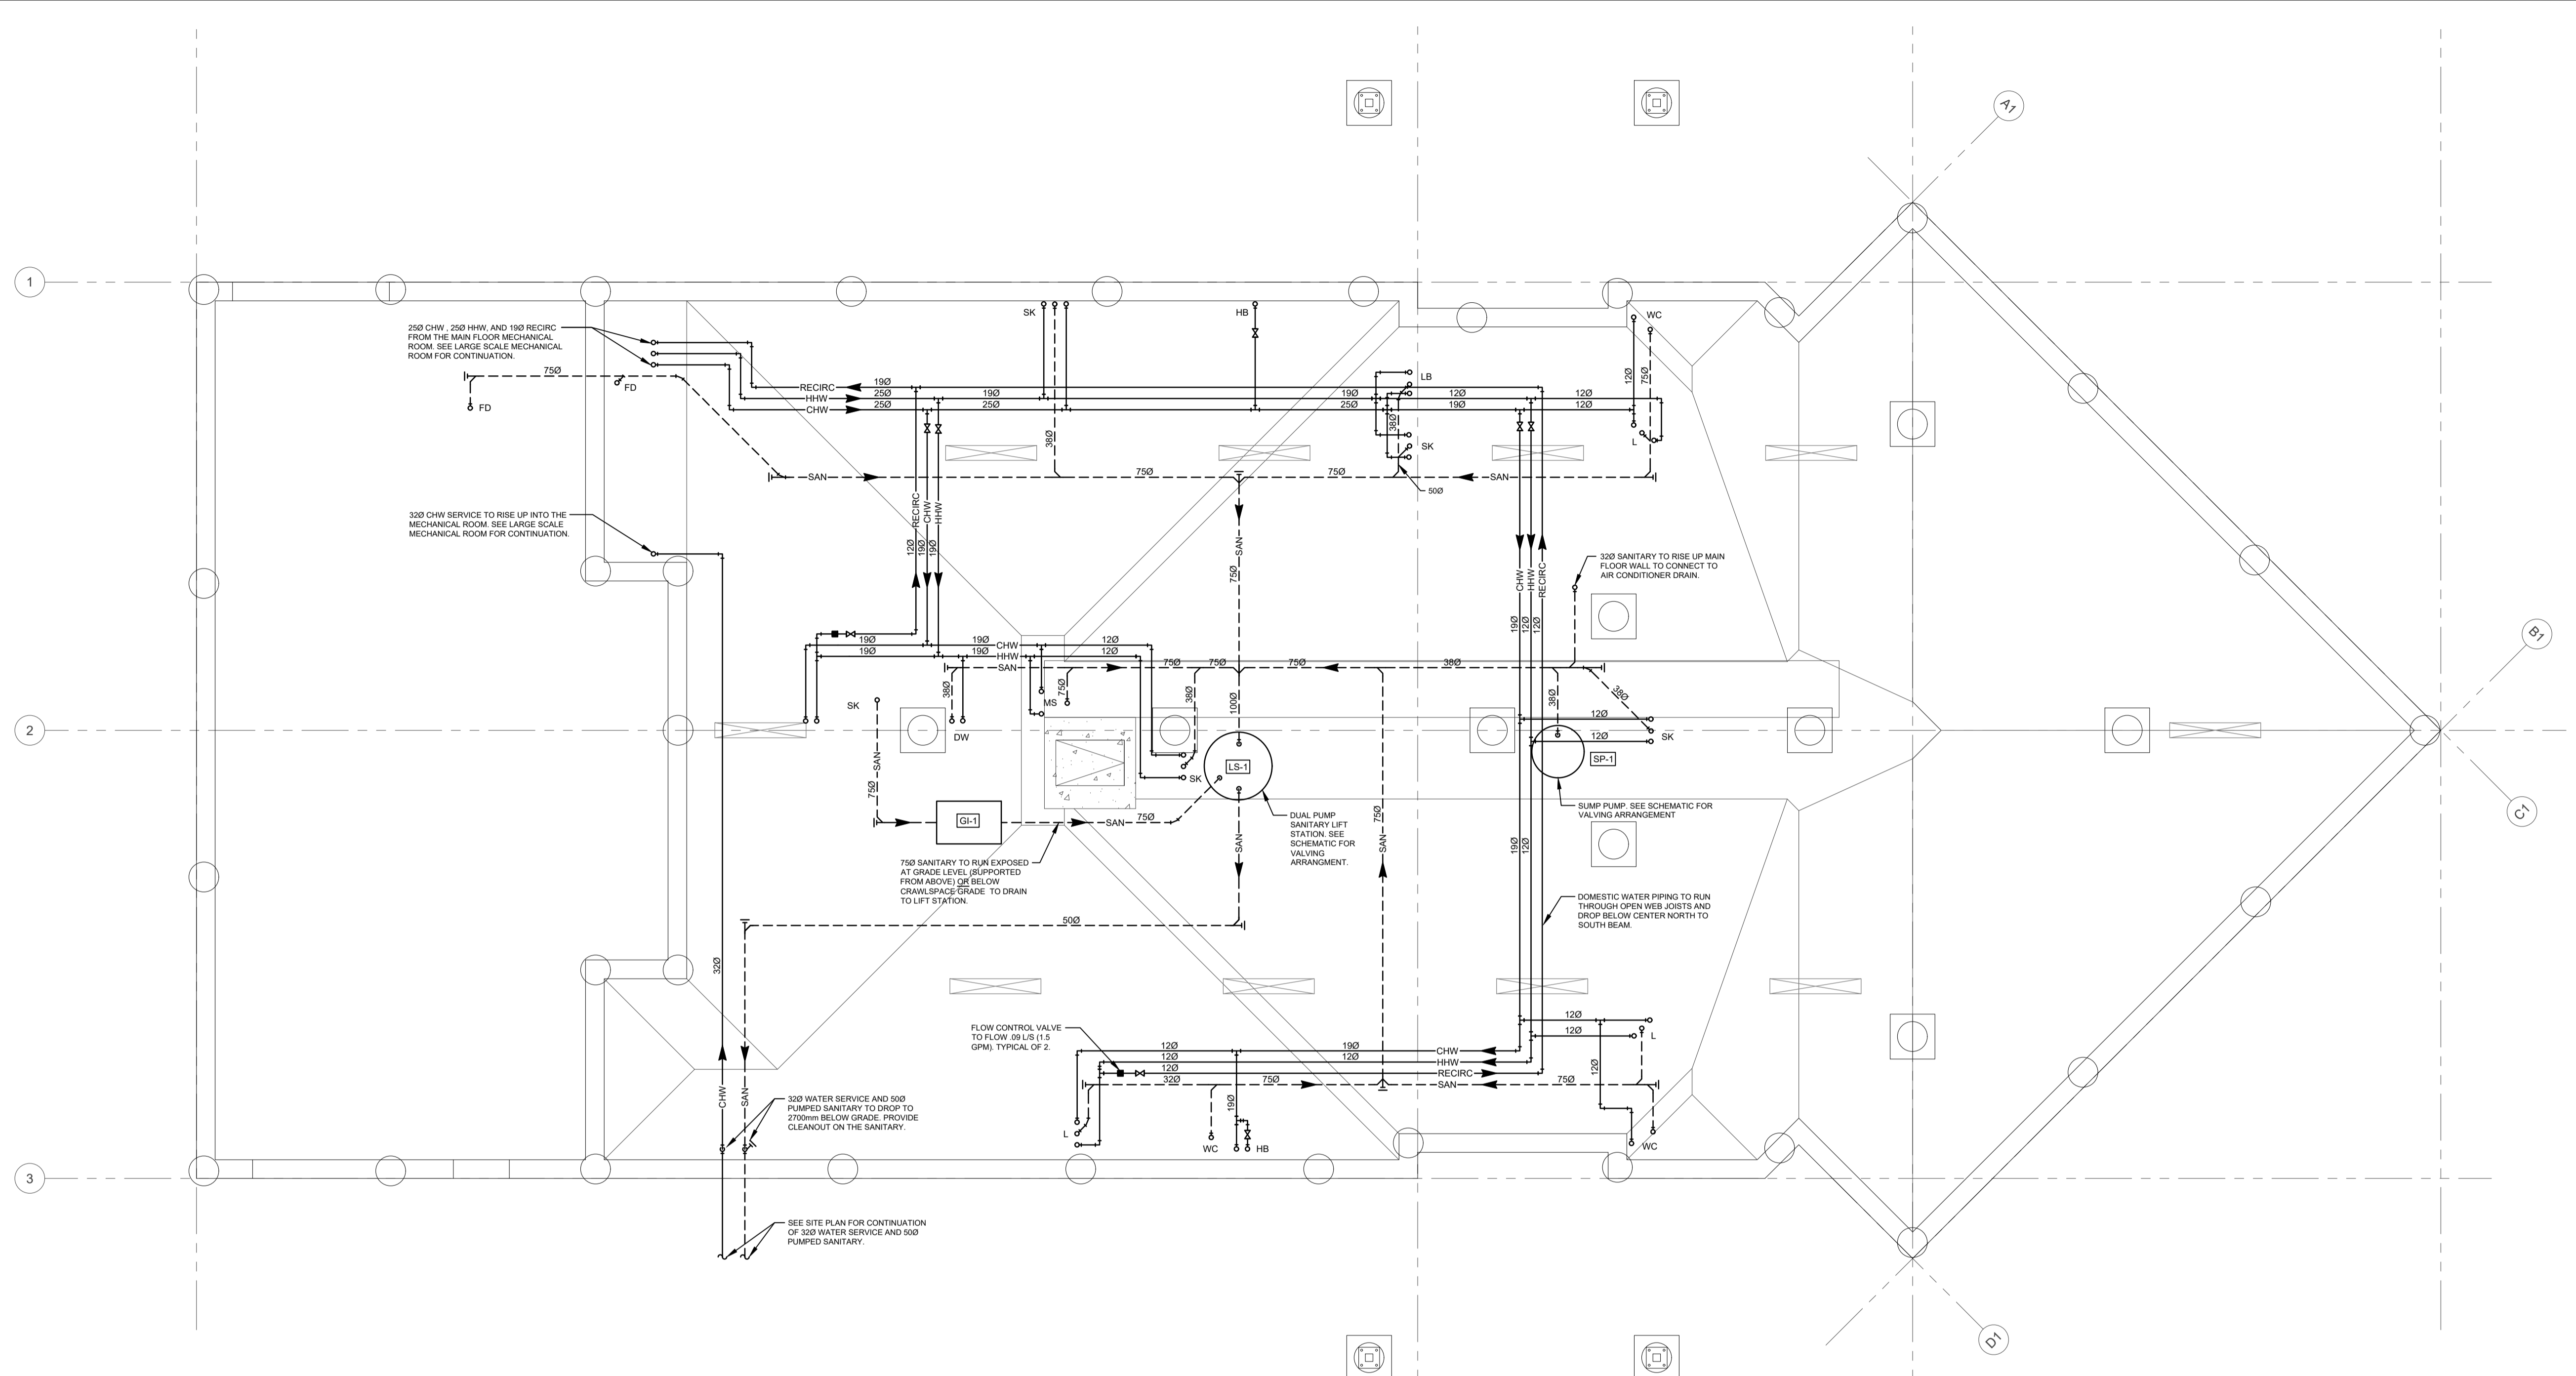 A1
1
SK
HB
WC
25Ø CHW , 25Ø HHW, AND 19Ø RECIRC
FROM THE MAIN FLOOR MECHANICAL
ROOM. SEE LARGE SCALE MECHANICAL
ROOM FOR CONTINUATION.
75Ø
FD
FD
RECIRC
19Ø
HHW
25Ø
19Ø
19Ø
12Ø
12Ø
CHW
25Ø
25Ø
25Ø
19Ø
12Ø
LB
12Ø
75Ø
38Ø
38Ø
SK
L
SAN
75Ø
75Ø
SAN
50Ø
32Ø CHW SERVICE TO RISE UP INTO THE
MECHANICAL ROOM. SEE LARGE SCALE
MECHANICAL ROOM FOR CONTINUATION.
RECIRC
CHW
HHW
12Ø
19Ø
19Ø
SAN
75Ø
CHW
HHW
RECIRC
19Ø
12Ø
12Ø
32Ø SANITARY TO RISE UP MAIN
FLOOR WALL TO CONNECT TO
AIR CONDITIONER DRAIN.
B1
19Ø
19Ø
CHW
12Ø
19Ø
19Ø
HHW
12Ø
SAN
75Ø
75Ø
75Ø
38Ø
38Ø
75Ø
38Ø
100Ø
38Ø
38Ø
SK
MS
DW
2
12Ø
12Ø
SK
SAN
75Ø
SK
LS-1
SP-1
GI-1
SAN
75Ø
DUAL PUMP
SANITARY LIFT
STATION. SEE
SCHEMATIC FOR
VALVING
ARRANGMENT.
SAN
75Ø
SAN
19Ø
12Ø
SUMP PUMP. SEE SCHEMATIC FOR
VALVING ARRANGEMENT
C1
75Ø SANITARY TO RUN EXPOSED
AT GRADE LEVEL (SUPPORTED
FROM ABOVE) OR BELOW
CRAWLSPACE GRADE TO DRAIN
TO LIFT STATION.
50Ø
DOMESTIC WATER PIPING TO RUN
THROUGH OPEN WEB JOISTS AND
DROP BELOW CENTER NORTH TO
SOUTH BEAM.
32Ø
FLOW CONTROL VALVE
TO FLOW .09 L/S (1.5
GPM). TYPICAL OF 2.
12Ø
19Ø
CHW
12Ø
12Ø
HHW
12Ø
RECIRC
32Ø
75Ø
SAN
75Ø
12Ø
12Ø
L
12Ø
19Ø
CHW
SAN
32Ø WATER SERVICE AND 50Ø
PUMPED SANITARY TO DROP TO
2700mm BELOW GRADE. PROVIDE
CLEANOUT ON THE SANITARY.
L
WC
HB
WC
3
SEE SITE PLAN FOR CONTINUATION
OF 32Ø WATER SERVICE AND 50Ø
PUMPED SANITARY.
D1